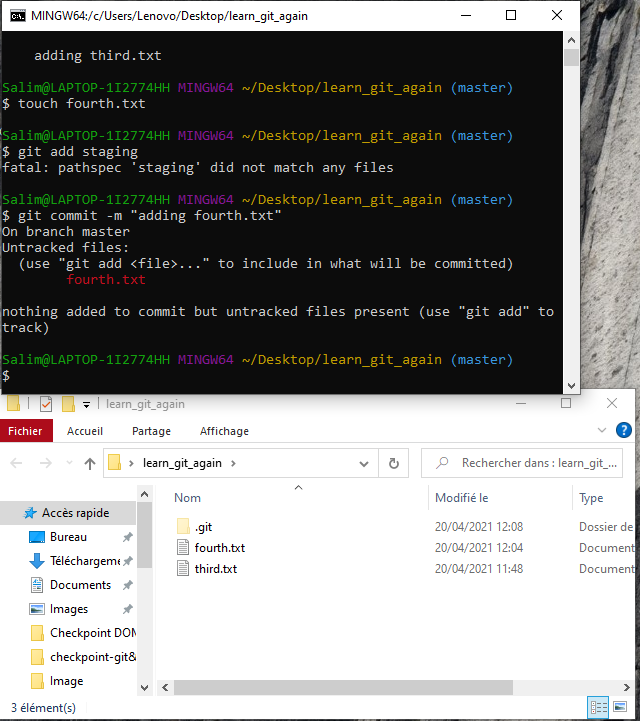 MINGW64:/c/Users/Lenovo/Desktop/learn_git_again
adding third.txt
Salim@LAPTOP-1I2774HH MINGW64 ~/Desktop/learn_git_again (master)
$ touch fourth.txt
Salim@LAPTOP-1I2774HH MINGW64 ~/Desktop/learn_git_again (master)
$ git add staging
fatal: pathspec 'staging' did not match any files
Salim@LAPTOP-1I2774HH MINGW64 ~/Desktop/learn_git_again (master)
$ git commit -m "adding fourth.txt"
On branch master
Untracked files:
(use "git add <file>..." to include in what will be committed)
fourth.txt
nothing added to commit but untracked files present (use "git add" to
track)
Salim@LAPTOP-1I2774HH MINGW64 ~/Desktop/learn_git_again (master)
$
learn_git_again
Fichier Accueil Partage Affichage
learn_git_again
Rechercher dans : learn_git_...
Nom Modifié le Type
Accès rapide
Bureau
Téléchargeme
Documents
Images
Checkpoint DOM
checkpoint-git&
Image
.git 20/04/2021 12:08 Dossier de
fourth.txt 20/04/2021 12:04 Document
third.txt 20/04/2021 11:48 Document
3 élément(s)